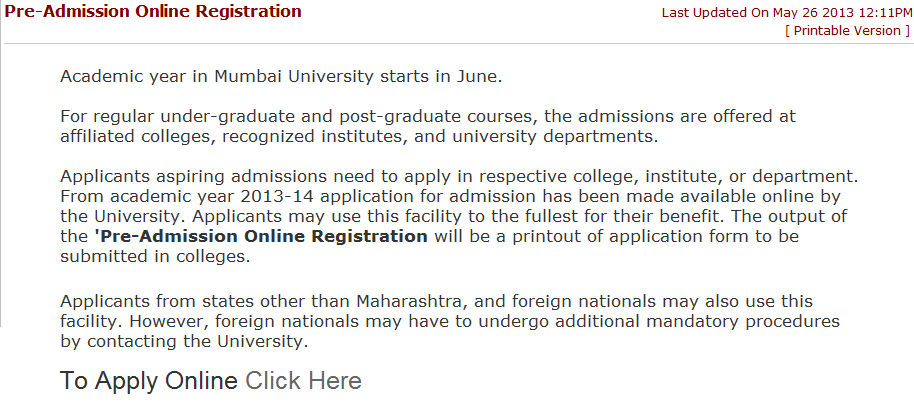 Pre-Admission Online Registration
Last Updated On May 26 2013 12:11PM
[ Printable Version ]
Academic year in Mumbai University starts in June.
For regular under-graduate and post-graduate courses, the admissions are offered at
affiliated colleges, recognized institutes, and university departments.
Applicants aspiring admissions need to apply in respective college, institute, or department.
From academic year 2013-14 application for admission has been made available online by
the University. Applicants may use this facility to the fullest for their benefit. The output of
the 'Pre-Admission Online Registration will be a printout of application form to be
submitted in colleges.
Applicants from states other than Maharashtra, and foreign nationals may also use this
facility. However, foreign nationals may have to undergo additional mandatory procedures
by contacting the University.
To Apply Online Click Here